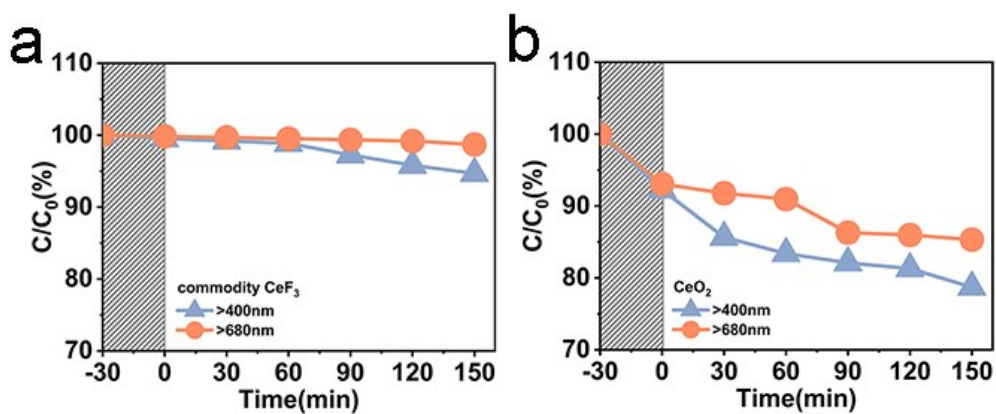 a
110
100
90
80
70
C/C₀(%)
commodity CeF₃
>400nm
>680nm
-30 0 30 60 90 120 150
Time(min)
b
110
100
90
80
70
C/C₀(%)
CeO₂
>400nm
>680nm
-30 0 30 60 90 120 150
Time(min)